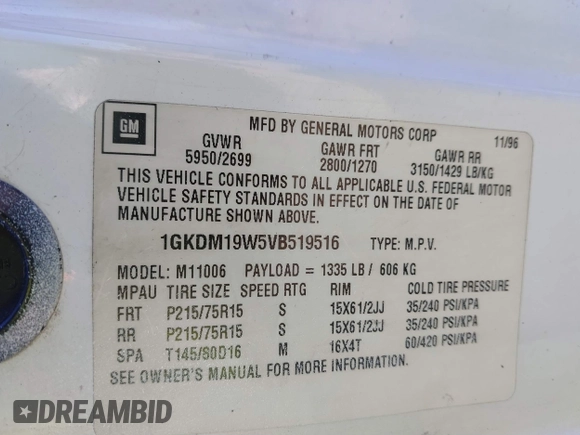 GM
MFD BY GENERAL MOTORS CORP 11/96
GVWR GAWR FRT GAWR RR
5950/2699 2800/1270 3150/1429 LB/KG
THIS VEHICLE CONFORMS TO ALL APPLICABLE U.S. FEDERAL MOTOR
VEHICLE SAFETY STANDARDS IN EFFECT ON THE DATE OF
MANUFACTURE SHOWN ABOVE.
1GKDM19W5VB519516 TYPE: M.P.V.
MODEL: M11006 PAYLOAD = 1335 LB / 606 KG
MPAU TIRE SIZE SPEED RTG RIM COLD TIRE PRESSURE
FRT P215/75R15 S 15X61/2JJ 35/240 PSI/KPA
RR P215/75R15 S 15X61/2JJ 35/240 PSI/KPA
SPA T145/80D16 M 16X4T 60/420 PSI/KPA
SEE OWNER'S MANUAL FOR MORE INFORMATION.
DREAMBID